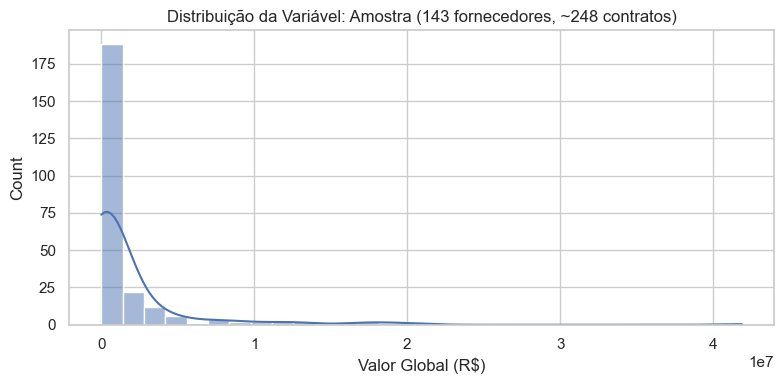 Distribuição da Variável: Amostra (143 fornecedores, ~248 contratos)
175
150
125
100
75
50
25
0
Count
0 1 2 3 4
1e7
Valor Global (R$)